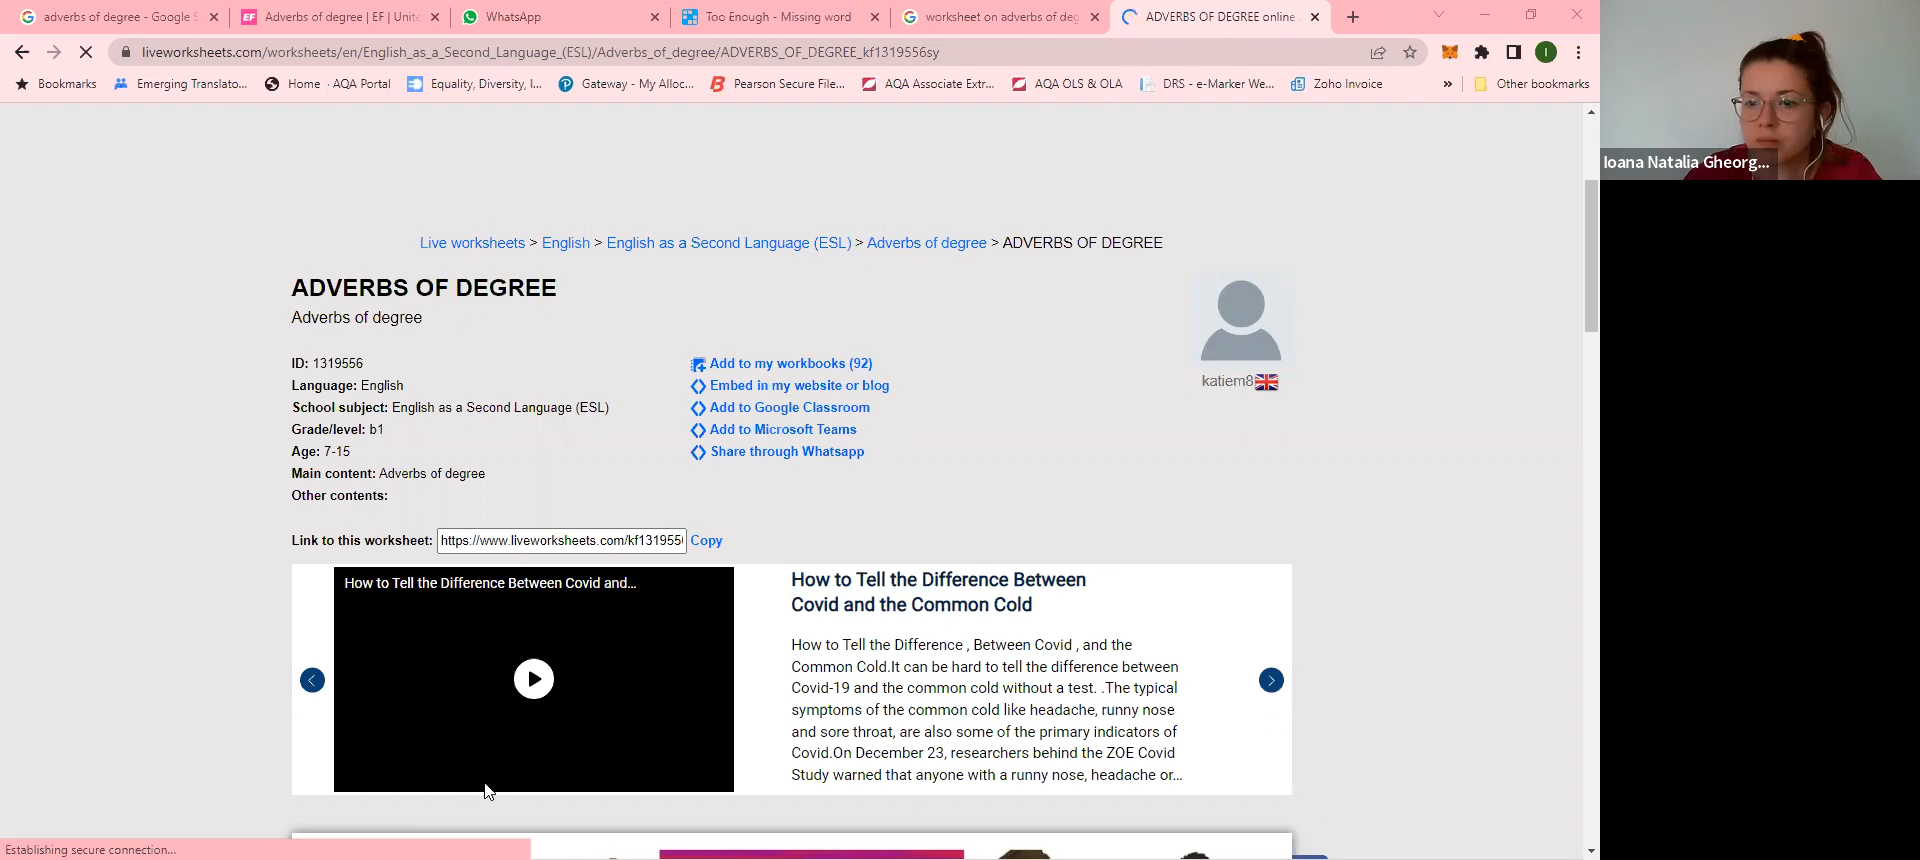 adverbs of degree - Google S
Adverbs of degree | EF | Unite
WhatsApp
Too Enough - Missing word
worksheet on adverbs of deg
ADVERBS OF DEGREE online
liveworksheets.com/worksheets/en/English_as_a_Second_Language_(ESL)/Adverbs_of_degree/ADVERBS_OF_DEGREE_kf1319556sy
Bookmarks
Emerging Translato...
Home · AQA Portal
Equality, Diversity, I...
Gateway - My Alloc...
Pearson Secure File...
AQA Associate Extr...
AQA OLS & OLA
DRS - e-Marker We...
Zoho Invoice
»
Other bookmarks
Ioana Natalia Gheorg...
Live worksheets > English > English as a Second Language (ESL) > Adverbs of degree > ADVERBS OF DEGREE
ADVERBS OF DEGREE
Adverbs of degree
ID: 1319556
Language: English
School subject: English as a Second Language (ESL)
Grade/level: b1
Age: 7-15
Main content: Adverbs of degree
Other contents:
Add to my workbooks (92)
Embed in my website or blog
Add to Google Classroom
Add to Microsoft Teams
Share through Whatsapp
katiem8
Link to this worksheet: https://www.liveworksheets.com/kf131955 Copy
How to Tell the Difference Between Covid and...
How to Tell the Difference Between
Covid and the Common Cold
How to Tell the Difference , Between Covid , and the
Common Cold.It can be hard to tell the difference between
Covid-19 and the common cold without a test. .The typical
symptoms of the common cold like headache, runny nose
and sore throat, are also some of the primary indicators of
Covid.On December 23, researchers behind the ZOE Covid
Study warned that anyone with a runny nose, headache or...
Establishing secure connection...